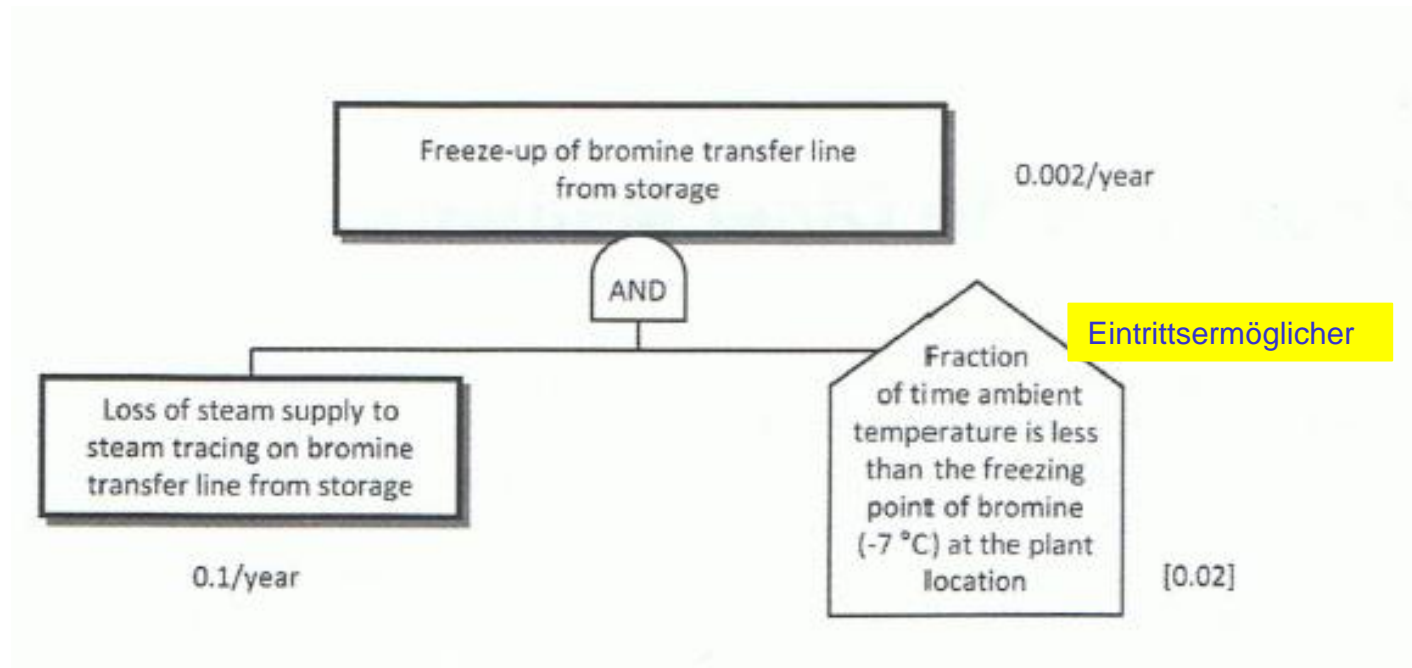 Freeze-up of bromine transfer line
from storage
0.002/year
AND
Eintrittsermöglicher
Loss of steam supply to
steam tracing on bromine
transfer line from storage
0.1/year
Fraction
of time ambient
temperature is less
than the freezing
point of bromine
(-7 °C) at the plant
location
[0.02]